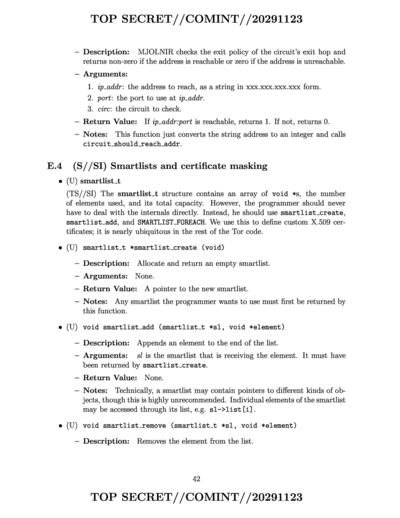 TOP SECRET//COMINT//20291123
– Description: MJOLNIR checks the exit policy of the circuit's exit hop and
returns non-zero if the address is reachable or zero if the address is unreachable.
– Arguments:
1. ip_addr: the address to reach, as a string in xxx.xxx.xxx.xxx form.
2. port: the port to use at ip_addr.
3. circ: the circuit to check.
– Return Value: If ip_addr:port is reachable, returns 1. If not, returns 0.
– Notes: This function just converts the string address to an integer and calls
circuit_should_reach_addr.
E.4 (S//SI) Smartlists and certificate masking
• (U) smartlist_t
(TS//SI) The smartlist_t structure contains an array of void *s, the number
of elements used, and its total capacity. However, the programmer should never
have to deal with the internals directly. Instead, he should use smartlist_create,
smartlist_add, and SMARTLIST_FOREACH. We use this to define custom X.509 cer-
tificates; it is nearly ubiquitous in the rest of the Tor code.
• (U) smartlist_t *smartlist_create (void)
– Description: Allocate and return an empty smartlist.
– Arguments: None.
– Return Value: A pointer to the new smartlist.
– Notes: Any smartlist the programmer wants to use must first be returned by
this function.
• (U) void smartlist_add (smartlist_t *sl, void *element)
– Description: Appends an element to the end of the list.
– Arguments: sl is the smartlist that is receiving the element. It must have
been returned by smartlist_create.
– Return Value: None.
– Notes: Technically, a smartlist may contain pointers to different kinds of ob-
jects, though this is highly unrecommended. Individual elements of the smartlist
may be accessed through its list, e.g. sl->list[i].
• (U) void smartlist_remove (smartlist_t *sl, void *element)
– Description: Removes the element from the list.
42
TOP SECRET//COMINT//20291123